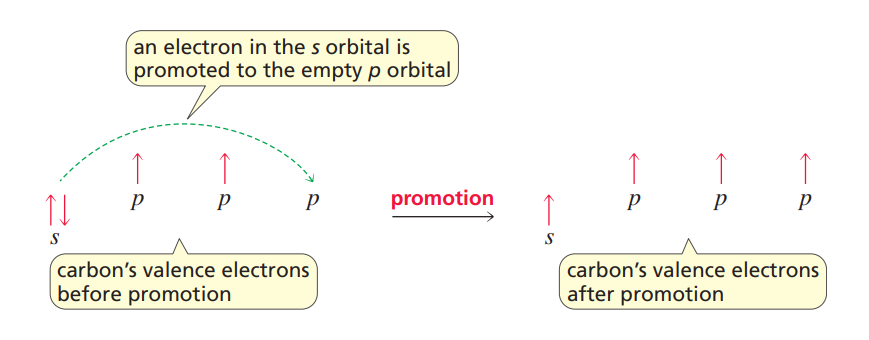 an electron in the s orbital is
promoted to the empty p orbital
p p p promotion p p p
s s
carbon's valence electrons
before promotion
carbon's valence electrons
after promotion